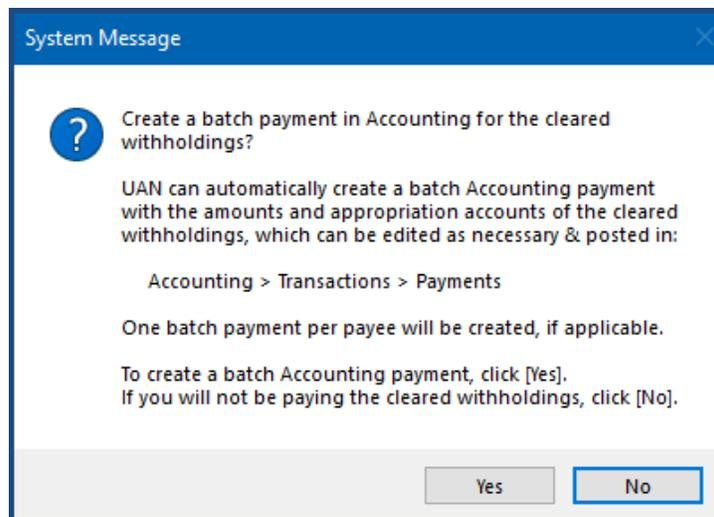 System Message
Create a batch payment in Accounting for the cleared
withholdings?
UAN can automatically create a batch Accounting payment
with the amounts and appropriation accounts of the cleared
withholdings, which can be edited as necessary & posted in:
Accounting > Transactions > Payments
One batch payment per payee will be created, if applicable.
To create a batch Accounting payment, click [Yes].
If you will not be paying the cleared withholdings, click [No].
Yes
No